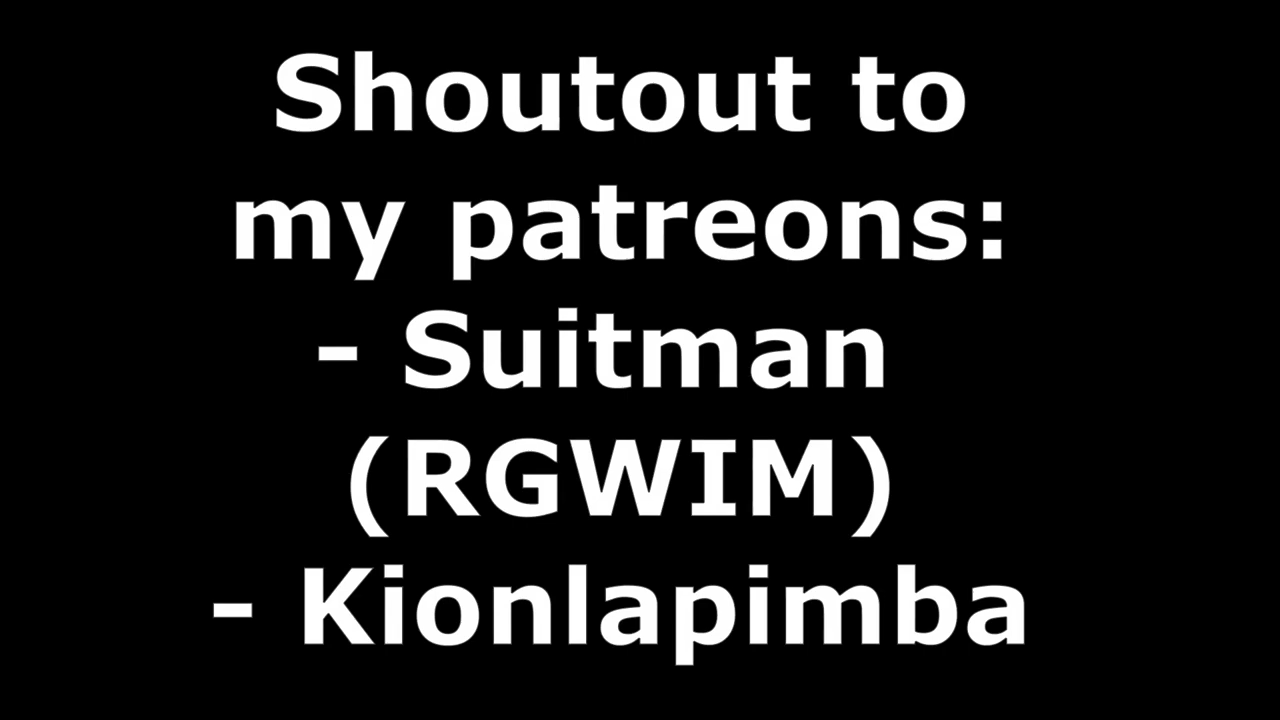 Shoutout to
my patreons:
- Suitman
(RGWIM)
- Kionlapimba